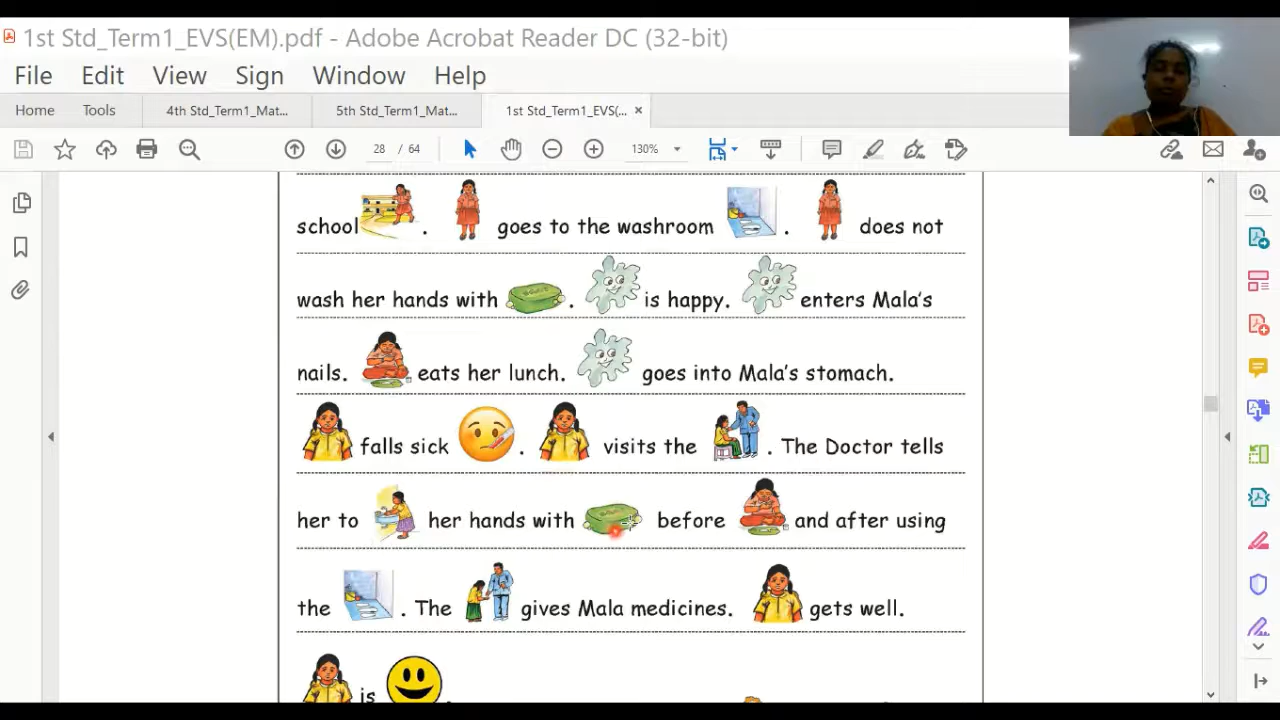 1st Std_Term1_EVS(EM).pdf - Adobe Acrobat Reader DC (32-bit)
File Edit View Sign Window Help
Home Tools 4th Std_Term1_Mat... 5th Std_Term1_Mat... 1st Std_Term1_EVS(... ×
28 / 64 130%
school . goes to the washroom . does not
wash her hands with . is happy. enters Mala's
nails. eats her lunch. goes into Mala's stomach.
falls sick . visits the . The Doctor tells
her to her hands with before and after using
the . The gives Mala medicines. gets well.
is .